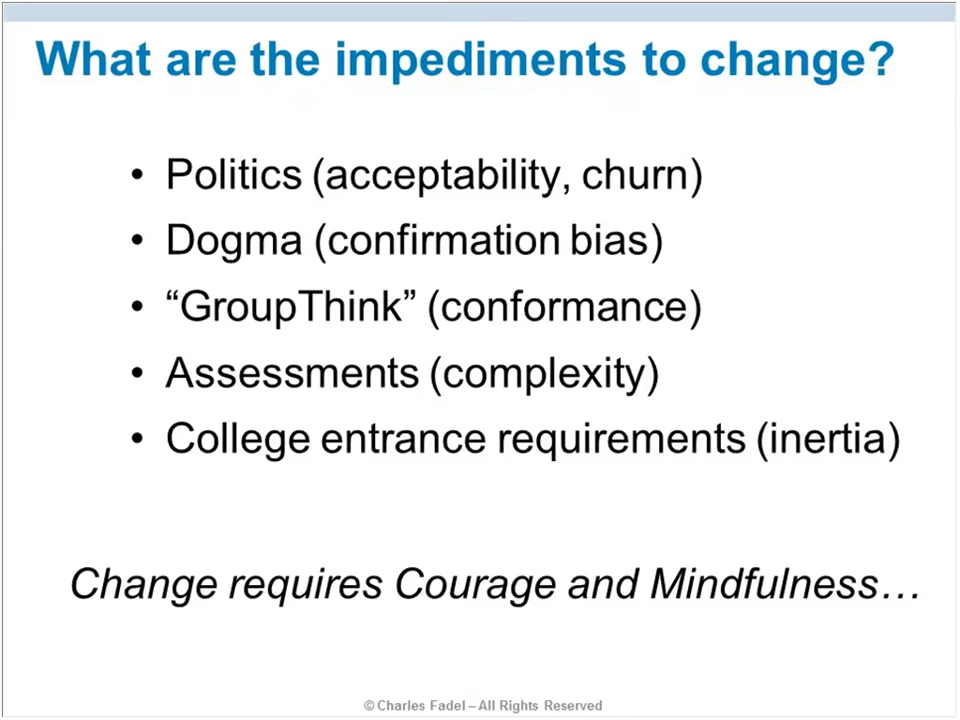 What are the impediments to change?
• Politics (acceptability, churn)
• Dogma (confirmation bias)
• “GroupThink” (conformance)
• Assessments (complexity)
• College entrance requirements (inertia)
Change requires Courage and Mindfulness…
© Charles Fadel – All Rights Reserved